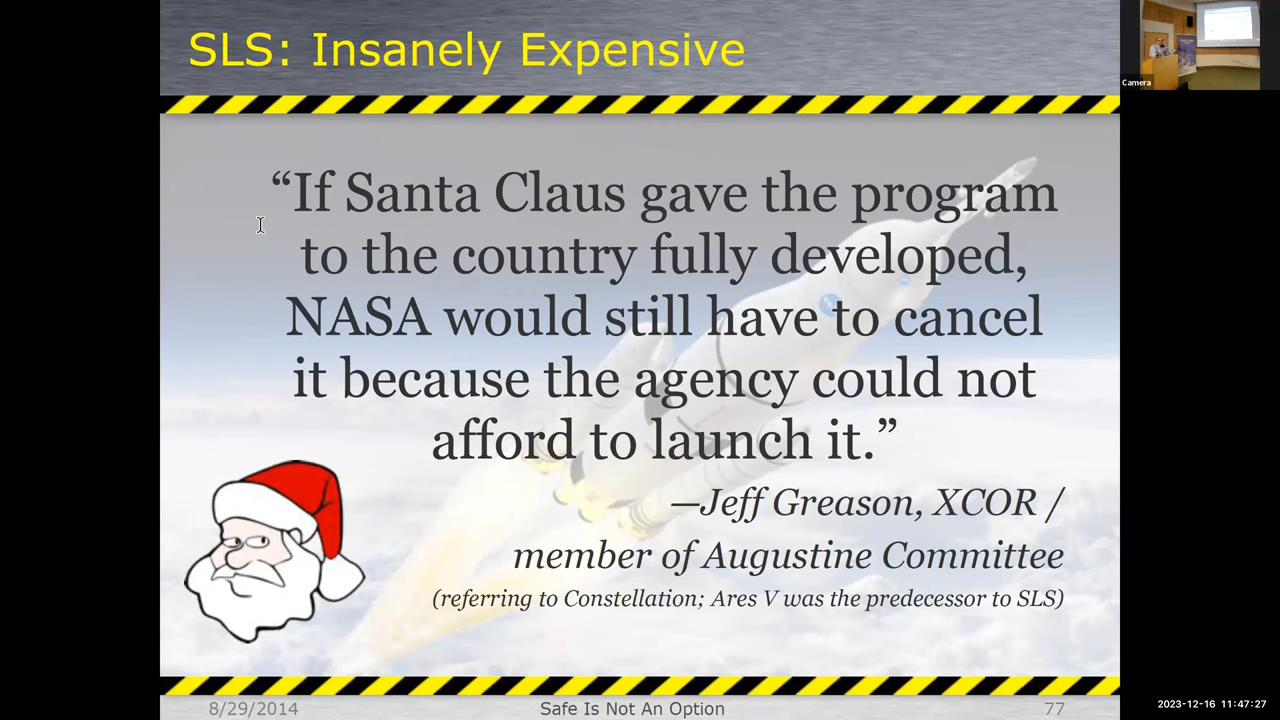 SLS: Insanely Expensive
Camera
“If Santa Claus gave the program
to the country fully developed,
NASA would still have to cancel
it because the agency could not
afford to launch it.”
—Jeff Greason, XCOR /
member of Augustine Committee
(referring to Constellation; Ares V was the predecessor to SLS)
8/29/2014
Safe Is Not An Option
77
2023-12-16 11:47:27